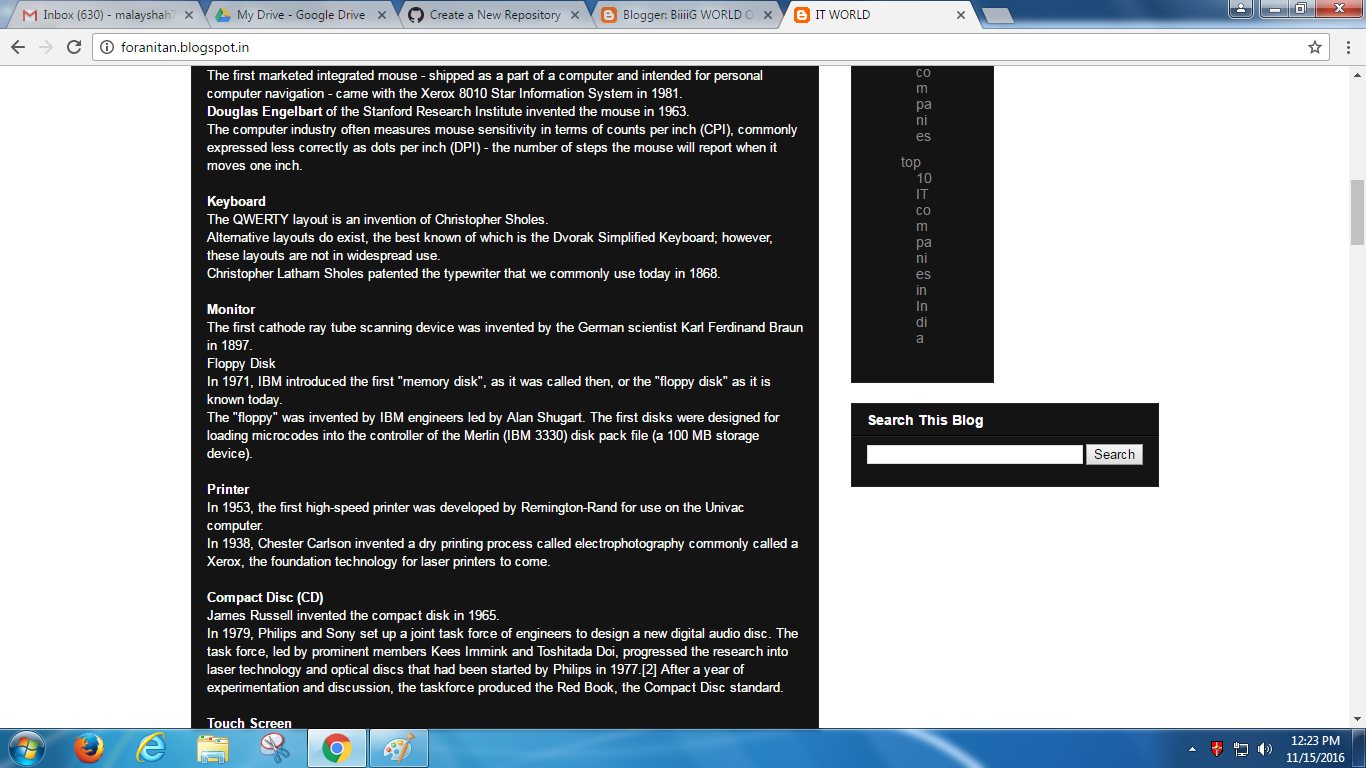 Inbox (630) - malayshah7
My Drive - Google Drive
Create a New Repository
Blogger: BiiiiG WORLD O
IT WORLD
foranitan.blogspot.in
The first marketed integrated mouse - shipped as a part of a computer and intended for personal
computer navigation - came with the Xerox 8010 Star Information System in 1981.
Douglas Engelbart of the Stanford Research Institute invented the mouse in 1963.
The computer industry often measures mouse sensitivity in terms of counts per inch (CPI), commonly
expressed less correctly as dots per inch (DPI) - the number of steps the mouse will report when it
moves one inch.
Keyboard
The QWERTY layout is an invention of Christopher Sholes.
Alternative layouts do exist, the best known of which is the Dvorak Simplified Keyboard; however,
these layouts are not in widespread use.
Christopher Latham Sholes patented the typewriter that we commonly use today in 1868.
Monitor
The first cathode ray tube scanning device was invented by the German scientist Karl Ferdinand Braun
in 1897.
Floppy Disk
In 1971, IBM introduced the first "memory disk", as it was called then, or the "floppy disk" as it is
known today.
The "floppy" was invented by IBM engineers led by Alan Shugart. The first disks were designed for
loading microcodes into the controller of the Merlin (IBM 3330) disk pack file (a 100 MB storage
device).
Printer
In 1953, the first high-speed printer was developed by Remington-Rand for use on the Univac
computer.
In 1938, Chester Carlson invented a dry printing process called electrophotography commonly called a
Xerox, the foundation technology for laser printers to come.
Compact Disc (CD)
James Russell invented the compact disk in 1965.
In 1979, Philips and Sony set up a joint task force of engineers to design a new digital audio disc. The
task force, led by prominent members Kees Immink and Toshitada Doi, progressed the research into
laser technology and optical discs that had been started by Philips in 1977.[2] After a year of
experimentation and discussion, the taskforce produced the Red Book, the Compact Disc standard.
Touch Screen
co
m
pa
ni
es
top
10
IT
co
m
pa
ni
es
in
In
di
a
Search This Blog
Search
12:23 PM
11/15/2016